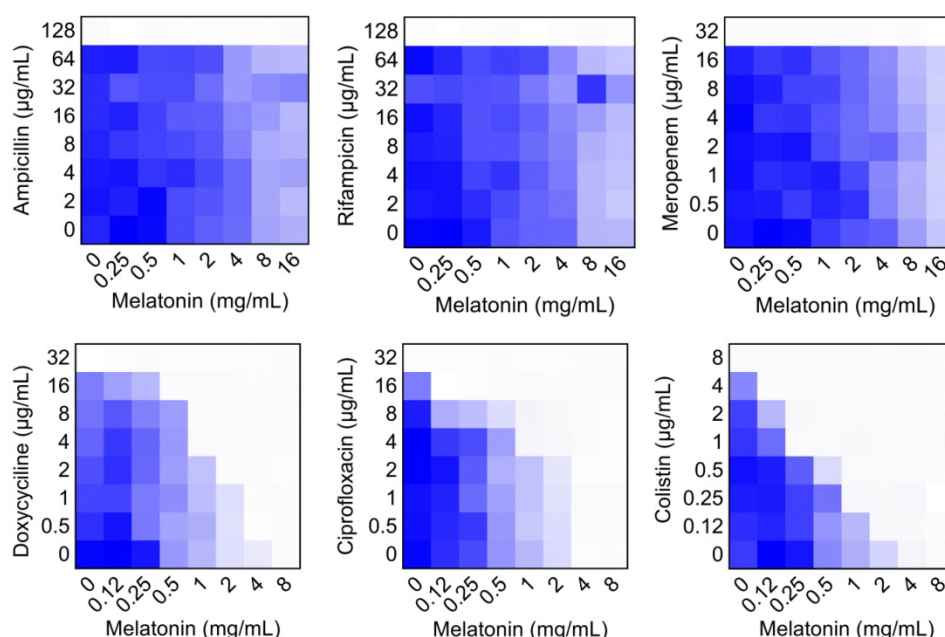 Ampicillin (µg/mL)
128
64
32
16
8
4
2
0
0 0.25 0.5 1 2 4 8 16
Melatonin (mg/mL)
Rifampicin (µg/mL)
128
64
32
16
8
4
2
0
0 0.25 0.5 1 2 4 8 16
Melatonin (mg/mL)
Meropenem (µg/mL)
32
16
8
4
2
1
0.5
0
0 0.25 0.5 1 2 4 8 16
Melatonin (mg/mL)
Doxycyciline (µg/mL)
32
16
8
4
2
1
0.5
0
0 0.12 0.25 0.5 1 2 4 8
Melatonin (mg/mL)
Ciprofloxacin (µg/mL)
32
16
8
4
2
1
0.5
0
0 0.12 0.25 0.5 1 2 4 8
Melatonin (mg/mL)
Colistin (µg/mL)
8
4
2
1
0.5
0.25
0.12
0
0 0.12 0.25 0.5 1 2 4 8
Melatonin (mg/mL)